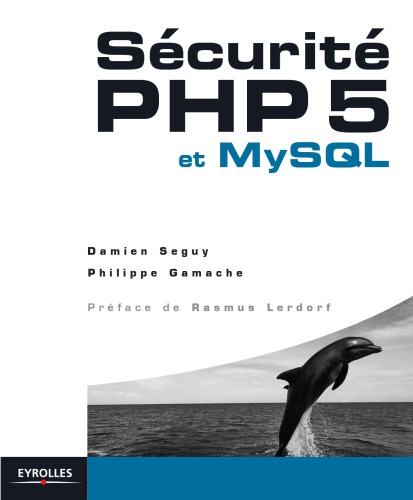 Sécurité
PHP 5
et MySQL
Damien Seguy
Philippe Gamache
Préface de Rasmus Lerdorf
EYROLLES